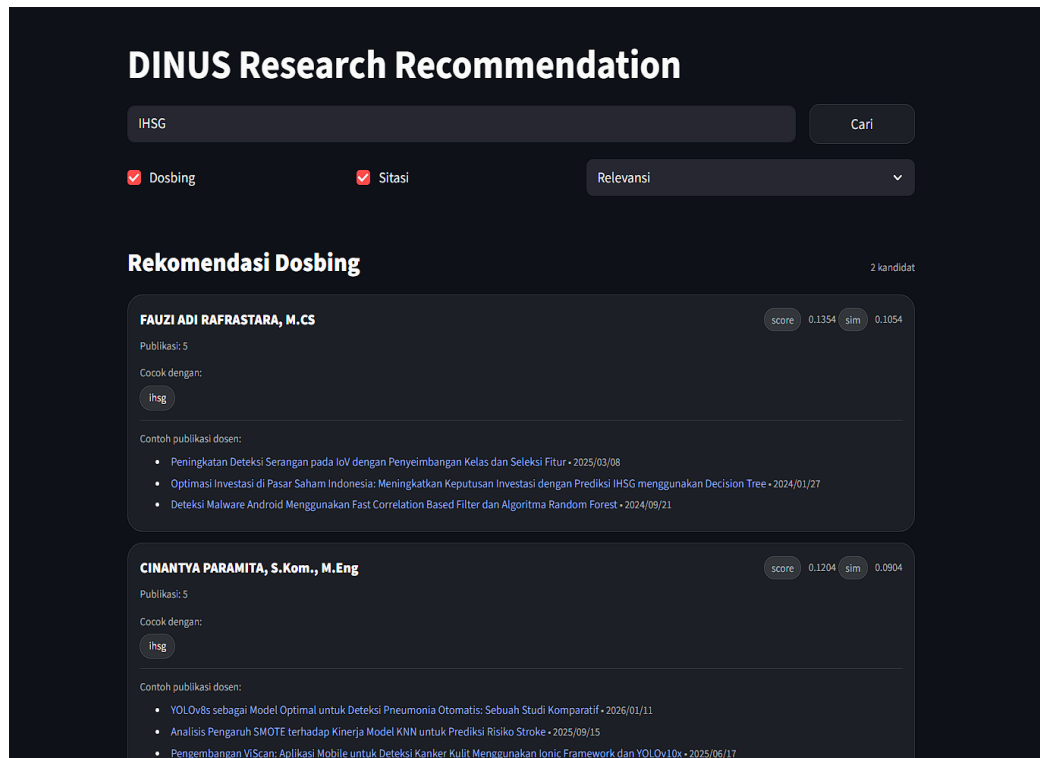 DINUS Research Recommendation
IHSG
Cari
Dosbing
Sitasi
Relevansi
Rekomendasi Dosbing
2 kandidat
FAUZI ADI RAFRASTARA, M.CS
score 0.1354 sim 0.1054
Publikasi: 5
Cocok dengan:
ihsg
Contoh publikasi dosen:
• Peningkatan Deteksi Serangan pada IoV dengan Penyeimbangan Kelas dan Seleksi Fitur • 2025/03/08
• Optimasi Investasi di Pasar Saham Indonesia: Meningkatkan Keputusan Investasi dengan Prediksi IHSG menggunakan Decision Tree • 2024/01/27
• Deteksi Malware Android Menggunakan Fast Correlation Based Filter dan Algoritma Random Forest • 2024/09/21
CINANTYA PARAMITA, S.Kom., M.Eng
score 0.1204 sim 0.0904
Publikasi: 5
Cocok dengan:
ihsg
Contoh publikasi dosen:
• YOLOv8s sebagai Model Optimal untuk Deteksi Pneumonia Otomatis: Sebuah Studi Komparatif • 2026/01/11
• Analisis Pengaruh SMOTE terhadap Kinerja Model KNN untuk Prediksi Risiko Stroke • 2025/09/15
• Pengembangan ViScan: Aplikasi Mobile untuk Deteksi Kanker Kulit Menggunakan Ionic Framework dan YOLOv10x • 2025/06/17